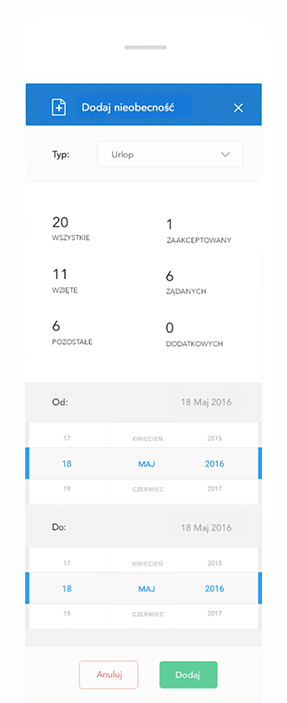 Dodaj nieobecność
Typ: Urlop
20 1
WSZYSTKIE ZAAKCEPTOWANY
11 6
WZIĘTE ŻĄDANYCH
6 0
POZOSTAŁE DODATKOWYCH
Od: 18 Maj 2016
17 KWIECIEŃ 2015
18 MAJ 2016
19 CZERWIEC 2017
Do: 18 Maj 2016
17 KWIECIEŃ 2015
18 MAJ 2016
19 CZERWIEC 2017
Anuluj Dodaj